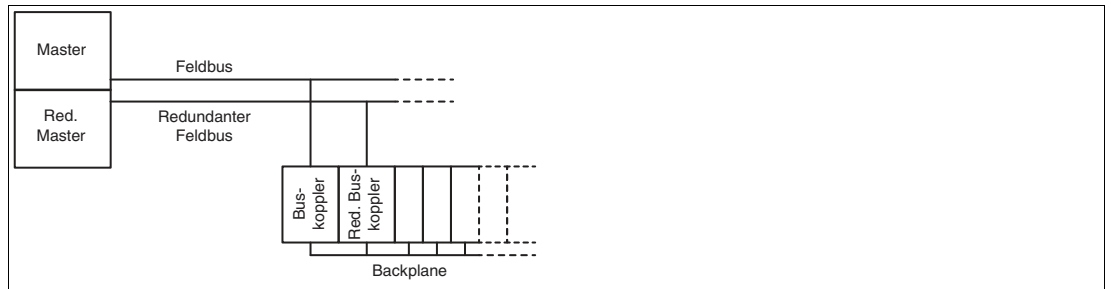 Master
Feldbus
Red.
Master
Redundanter
Feldbus
Bus-
koppler
Red. Bus-
koppler
Backplane